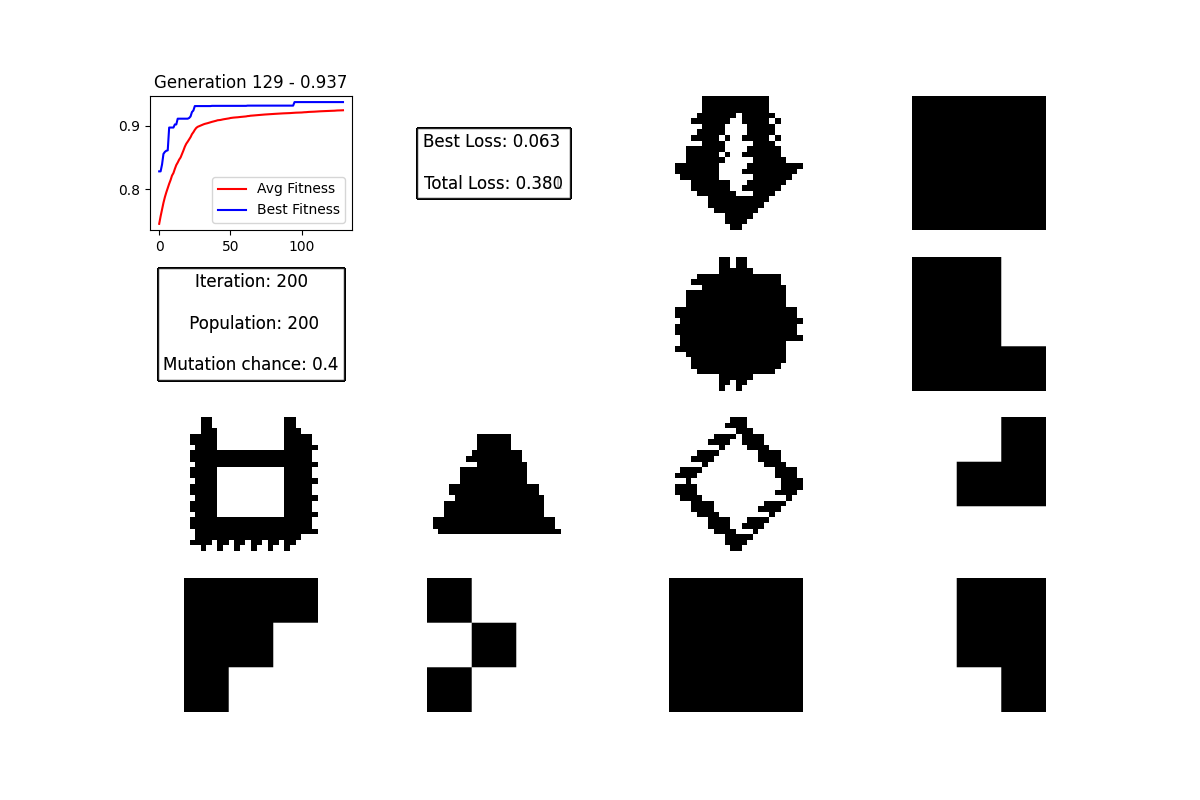 Generation 129 - 0.937
0.9
0.8
Avg Fitness
Best Fitness
0 50 100
Best Loss: 0.063
Total Loss: 0.380
Iteration: 200
Population: 200
Mutation chance: 0.4